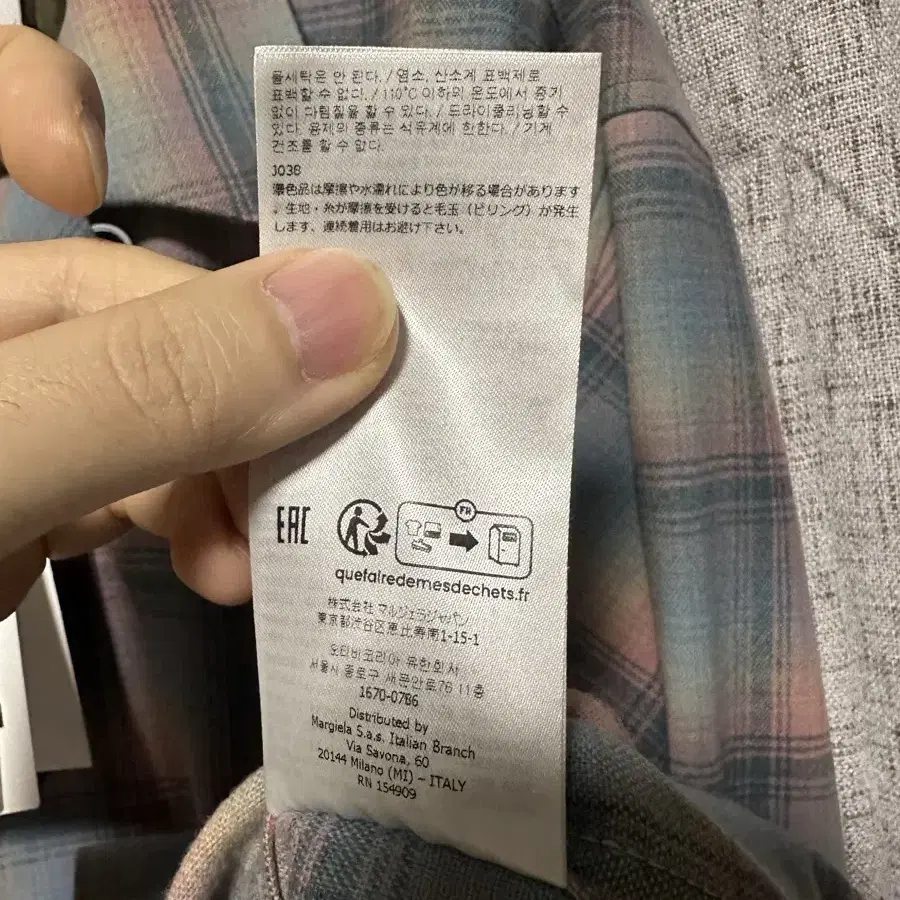 물세탁은 안 된다. / 염소, 산소계 표백제로
표백할 수 없다. / 110°C 이하의 온도에서 증기
없이 다림질을 할 수 있다. / 드라이클리닝할 수
있다. 용제의 종류는 석유계에 한한다. / 기계
건조를 할 수 없다.
J038
濃色品は摩擦や水濡れにより色が移る場合があります
。生地・糸が摩擦を受けると毛玉（ピリング）が発生
します、連続着用はお避け下さい。
EAC
FR
quefairedemesdechets.fr
株式会社 マルジェラジャパン
東京都渋谷区恵比寿南1-15-1
오티비코리아 유한회사
서울시 종로구 새문안로76 11층
1670-0786
Distributed by
Margiela S.a.s. Italian Branch
Via Savona, 60
20144 Milano (MI) - ITALY
RN 154909